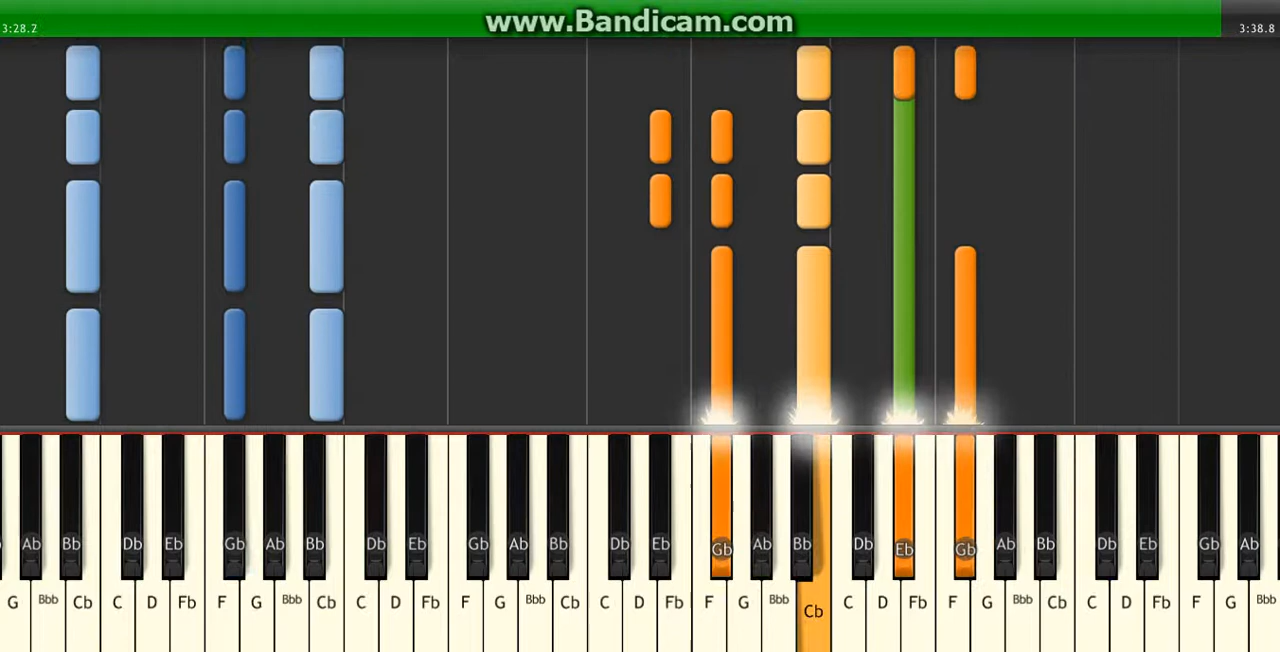 www.Bandicam.com
3:28.2
3:38.8
Ab Bb Db Eb Gb Ab Bb Db Eb Gb Ab Bb Db Eb Gb Ab Bb Db Eb Gb Ab Bb Db Eb Gb Ab
G Bbb Cb C D Fb F G Bbb Cb C D Fb F G Bbb Cb C D Fb F G Bbb Cb C D Fb F G Bbb Cb C D Fb F G Bbb